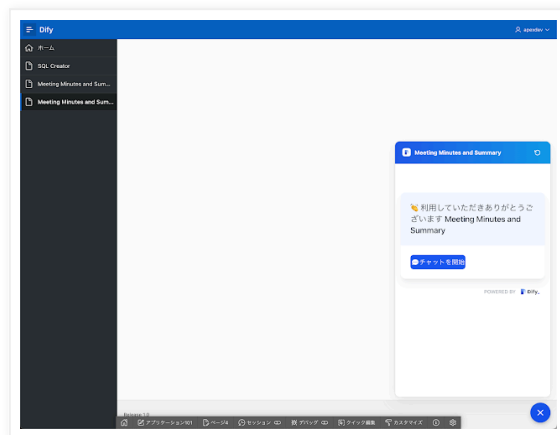 Dify
apexdev
ホーム
SQL Creator
Meeting Minutes and Sum...
Meeting Minutes and Sum...
Meeting Minutes and Summary
利用していただきありがとうございます Meeting Minutes and Summary
チャットを開始
POWERED BY Dify.
Release 1.0
アプリケーション101
ページ4
セッション
デバッグ
クイック編集
カスタマイズ